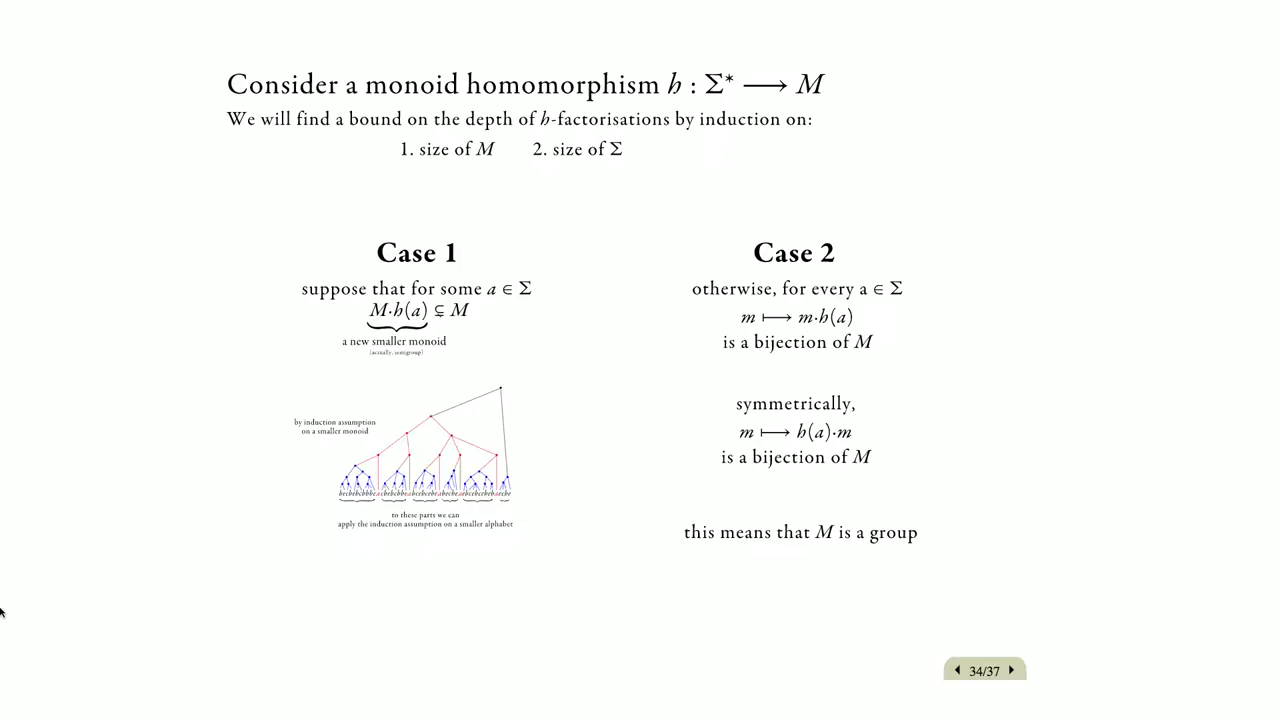 Consider a monoid homomorphism h : Σ* ⟶ M
We will find a bound on the depth of h-factorisations by induction on:
1. size of M 2. size of Σ
Case 1
suppose that for some a ∈ Σ
M·h(a) ⊊ M
a new smaller monoid
(actually, semigroup)
by induction assumption
on a smaller monoid
to these parts we can
apply the induction assumption on a smaller alphabet
Case 2
otherwise, for every a ∈ Σ
m ⟼ m·h(a)
is a bijection of M
symmetrically,
m ⟼ h(a)·m
is a bijection of M
this means that M is a group
34/37